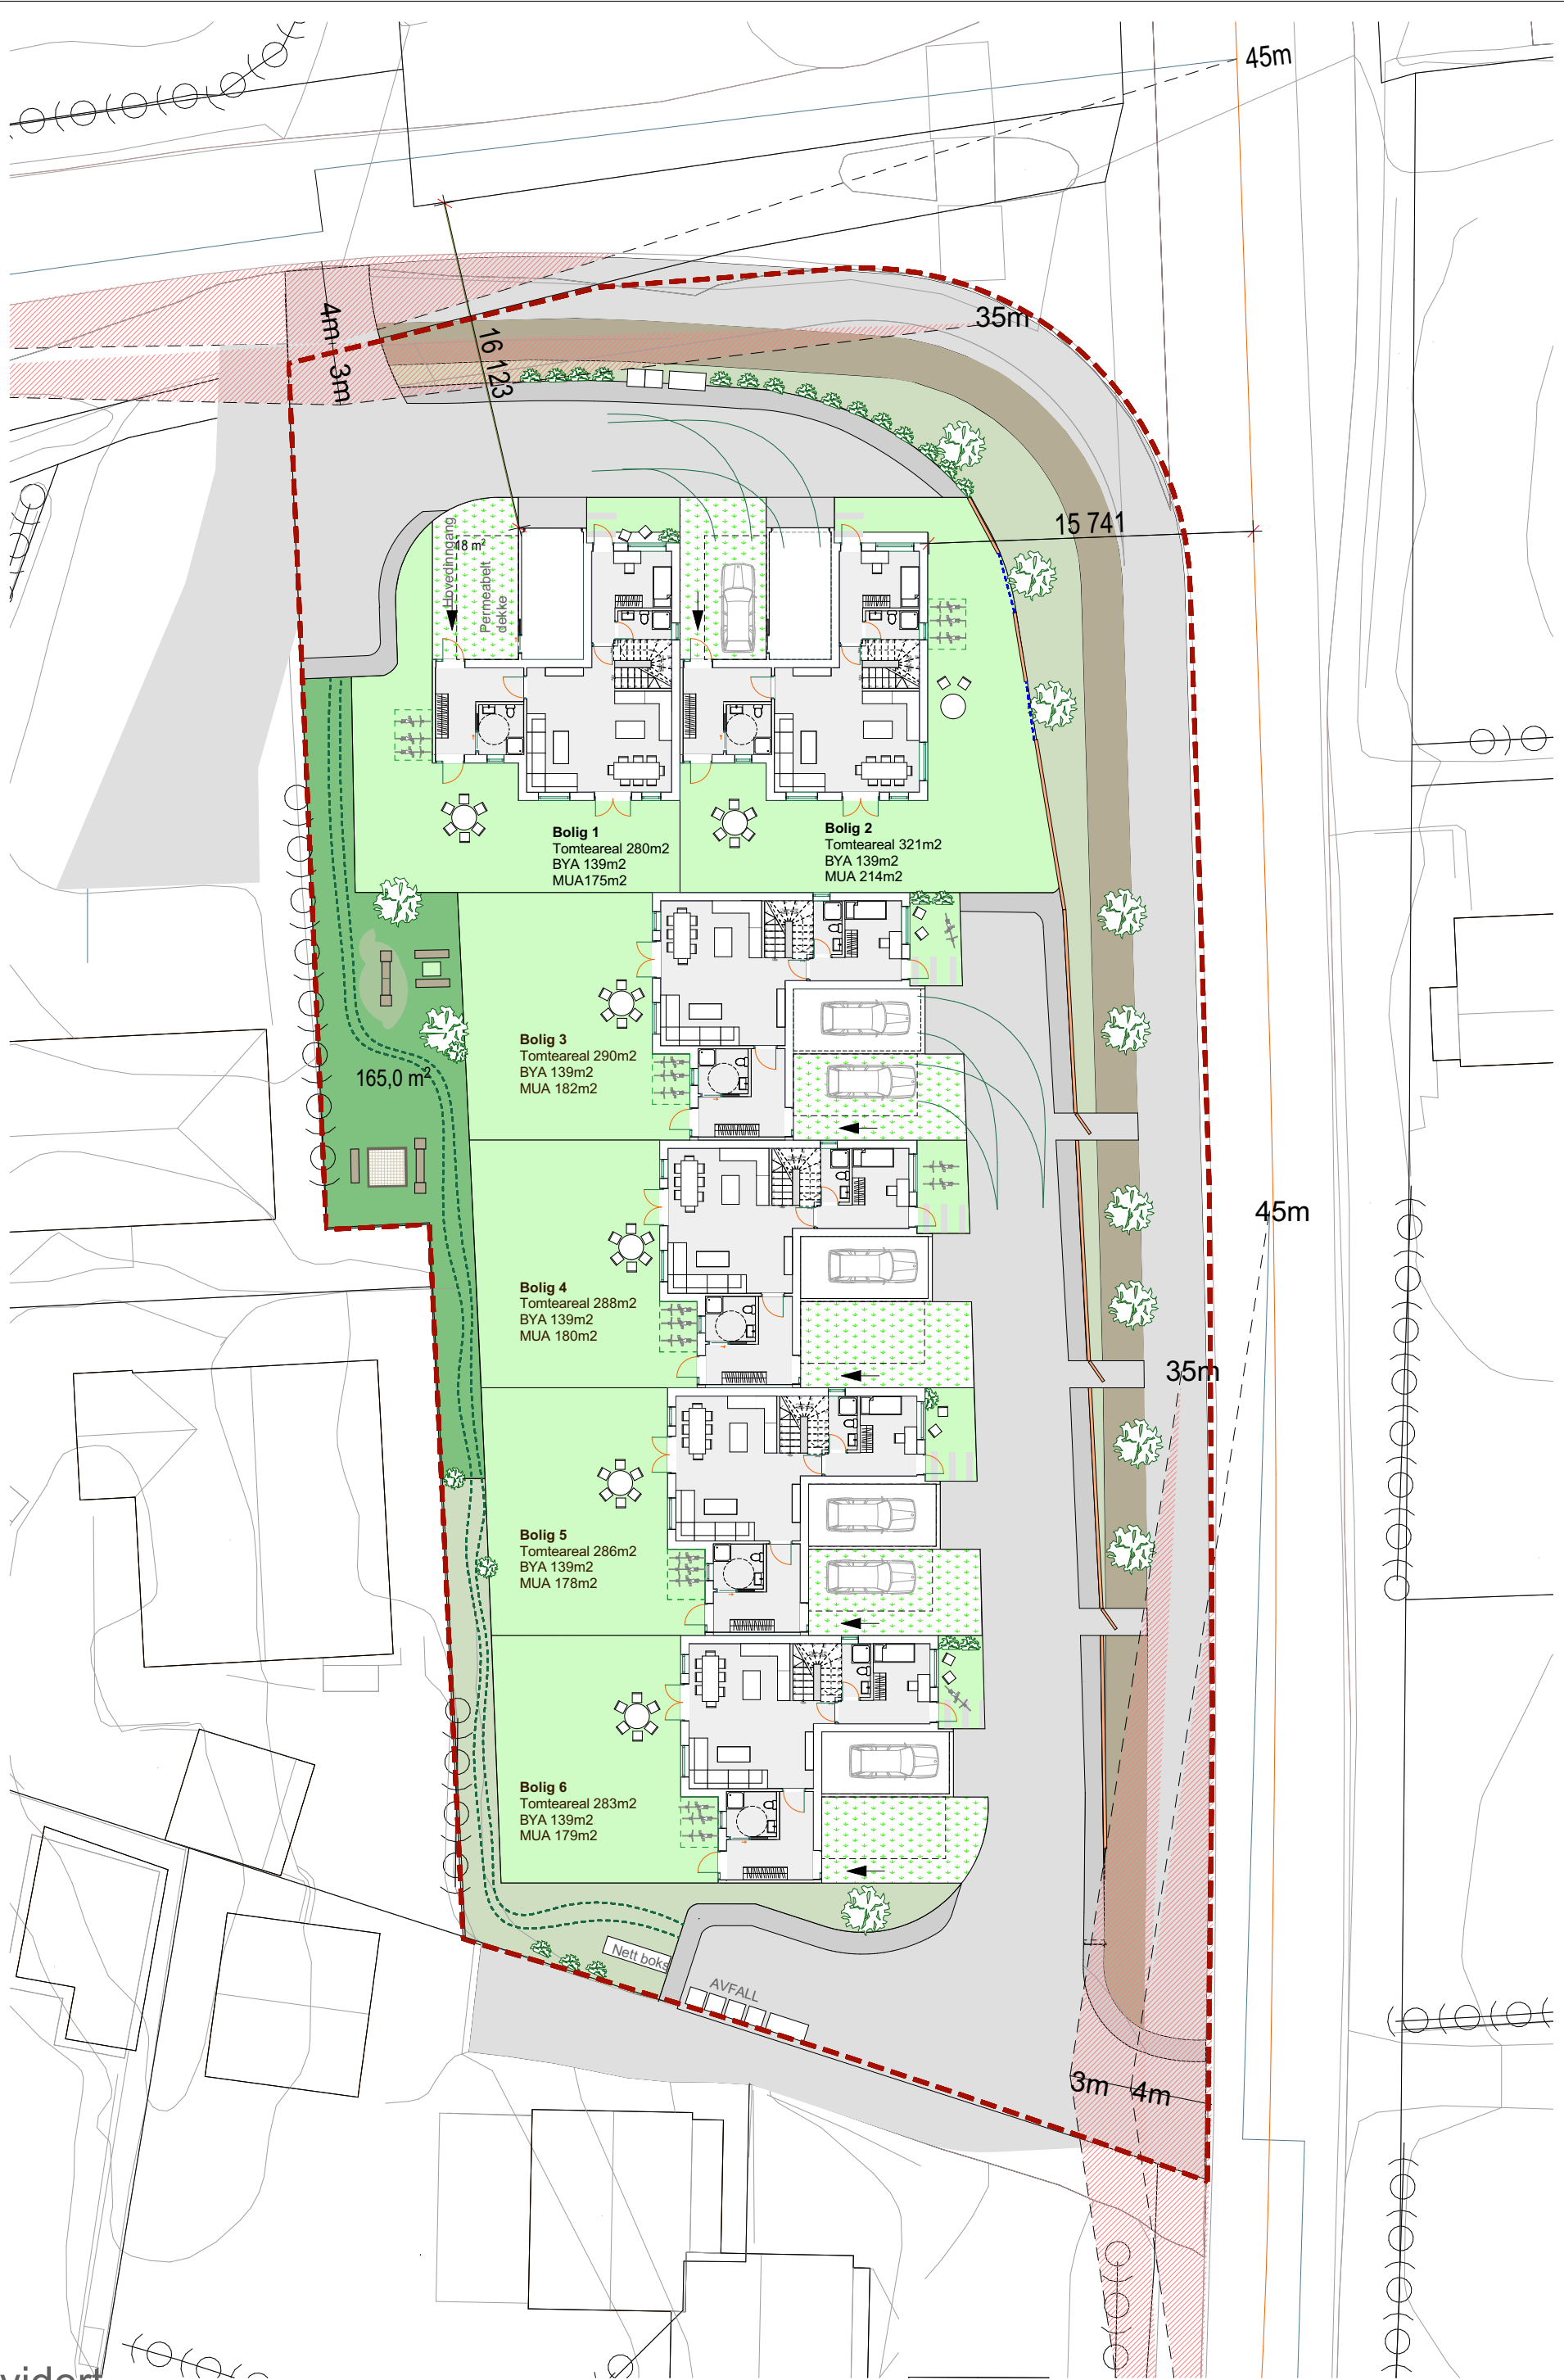 45m
35m
4m
3m
16 123
15 741
Hovedinngang
18 m²
Permeabelt
dekke
Bolig 1
Tomteareal 280m2
BYA 139m2
MUA175m2
Bolig 2
Tomteareal 321m2
BYA 139m2
MUA 214m2
Bolig 3
Tomteareal 290m2
BYA 139m2
MUA 182m2
165,0 m²
45m
Bolig 4
Tomteareal 288m2
BYA 139m2
MUA 180m2
35m
Bolig 5
Tomteareal 286m2
BYA 139m2
MUA 178m2
Bolig 6
Tomteareal 283m2
BYA 139m2
MUA 179m2
Nett boks
AVFALL
3m
4m